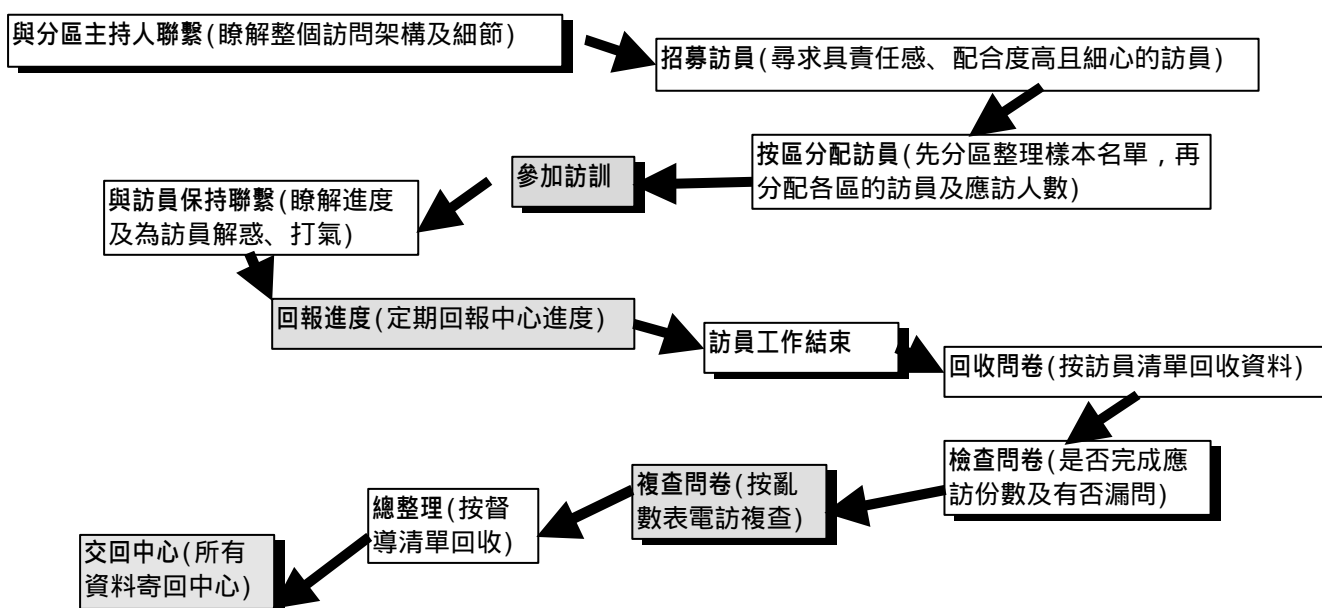 與分區主持人聯繫(瞭解整個訪問架構及細節)
招募訪員(尋求具責任感、配合度高且細心的訪員)
按區分配訪員(先分區整理樣本名單，再
分配各區的訪員及應訪人數)
參加訪訓
與訪員保持聯繫(瞭解進度
及為訪員解惑、打氣)
回報進度(定期回報中心進度)
訪員工作結束
回收問卷(按訪員清單回收資料)
檢查問卷(是否完成應
訪份數及有否漏問)
複查問卷(按亂
數表電訪複查)
總整理(按督
導清單回收)
交回中心(所有
資料寄回中心)